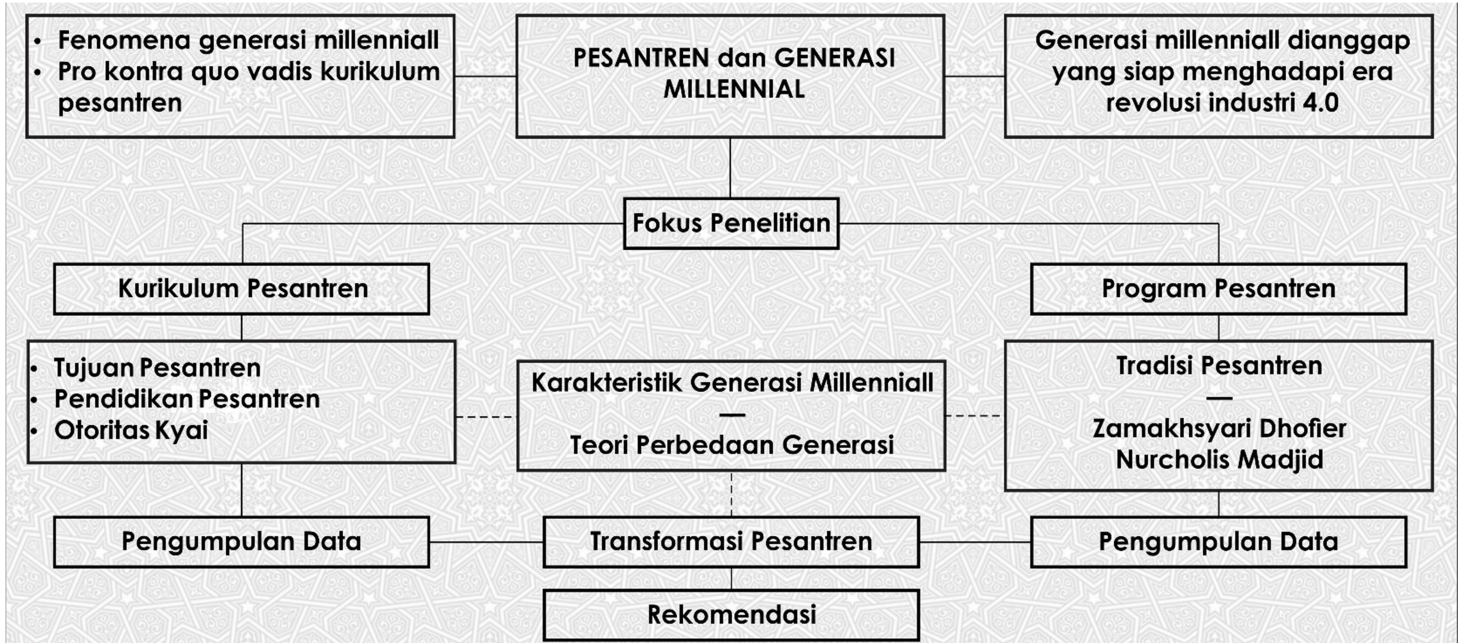 • Fenomena generasi millenniall
• Pro kontra quo vadis kurikulum
pesantren
PESANTREN dan GENERASI
MILLENNIAL
Generasi millenniall dianggap
yang siap menghadapi era
revolusi industri 4.0
Fokus Penelitian
Kurikulum Pesantren
Program Pesantren
• Tujuan Pesantren
• Pendidikan Pesantren
• Otoritas Kyai
Karakteristik Generasi Millenniall
—
Teori Perbedaan Generasi
Tradisi Pesantren
—
Zamakhsyari Dhofier
Nurcholis Madjid
Pengumpulan Data
Transformasi Pesantren
Pengumpulan Data
Rekomendasi